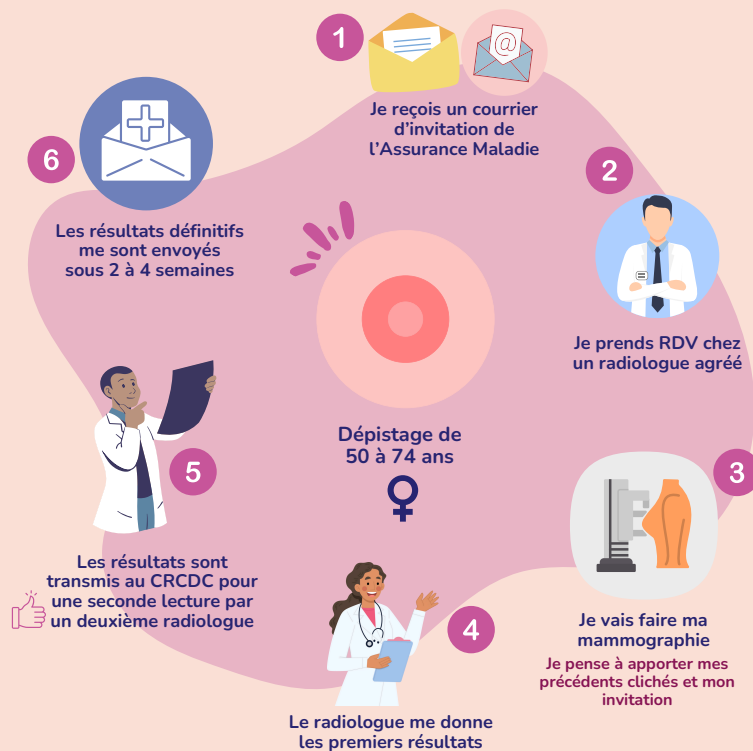 1
@
Je reçois un courrier
d'invitation de
l'Assurance Maladie
2
Je prends RDV chez
un radiologue agréé
3
Je vais faire ma
mammographie
Je pense à apporter mes
précédents clichés et mon
invitation
4
Le radiologue me donne
les premiers résultats
5
Les résultats sont
transmis au CRCDC pour
une seconde lecture par
un deuxième radiologue
6
Les résultats définitifs
me sont envoyés
sous 2 à 4 semaines
Dépistage de
50 à 74 ans